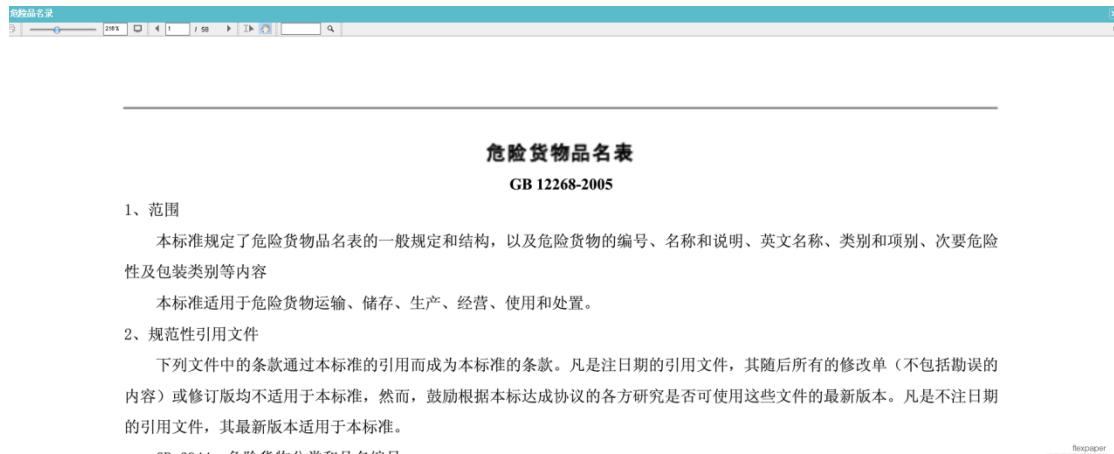 危险品名录
1 / 58
危险货物品名表
GB 12268-2005
1、范围
本标准规定了危险货物品名表的一般规定和结构，以及危险货物的编号、名称和说明、英文名称、类别和项别、次要危险
性及包装类别等内容
本标准适用于危险货物运输、储存、生产、经营、使用和处置。
2、规范性引用文件
下列文件中的条款通过本标准的引用而成为本标准的条款。凡是注日期的引用文件，其随后所有的修改单（不包括勘误的
内容）或修订版均不适用于本标准，然而，鼓励根据本标达成协议的各方研究是否可使用这些文件的最新版本。凡是不注日期
的引用文件，其最新版本适用于本标准。
flexpaper